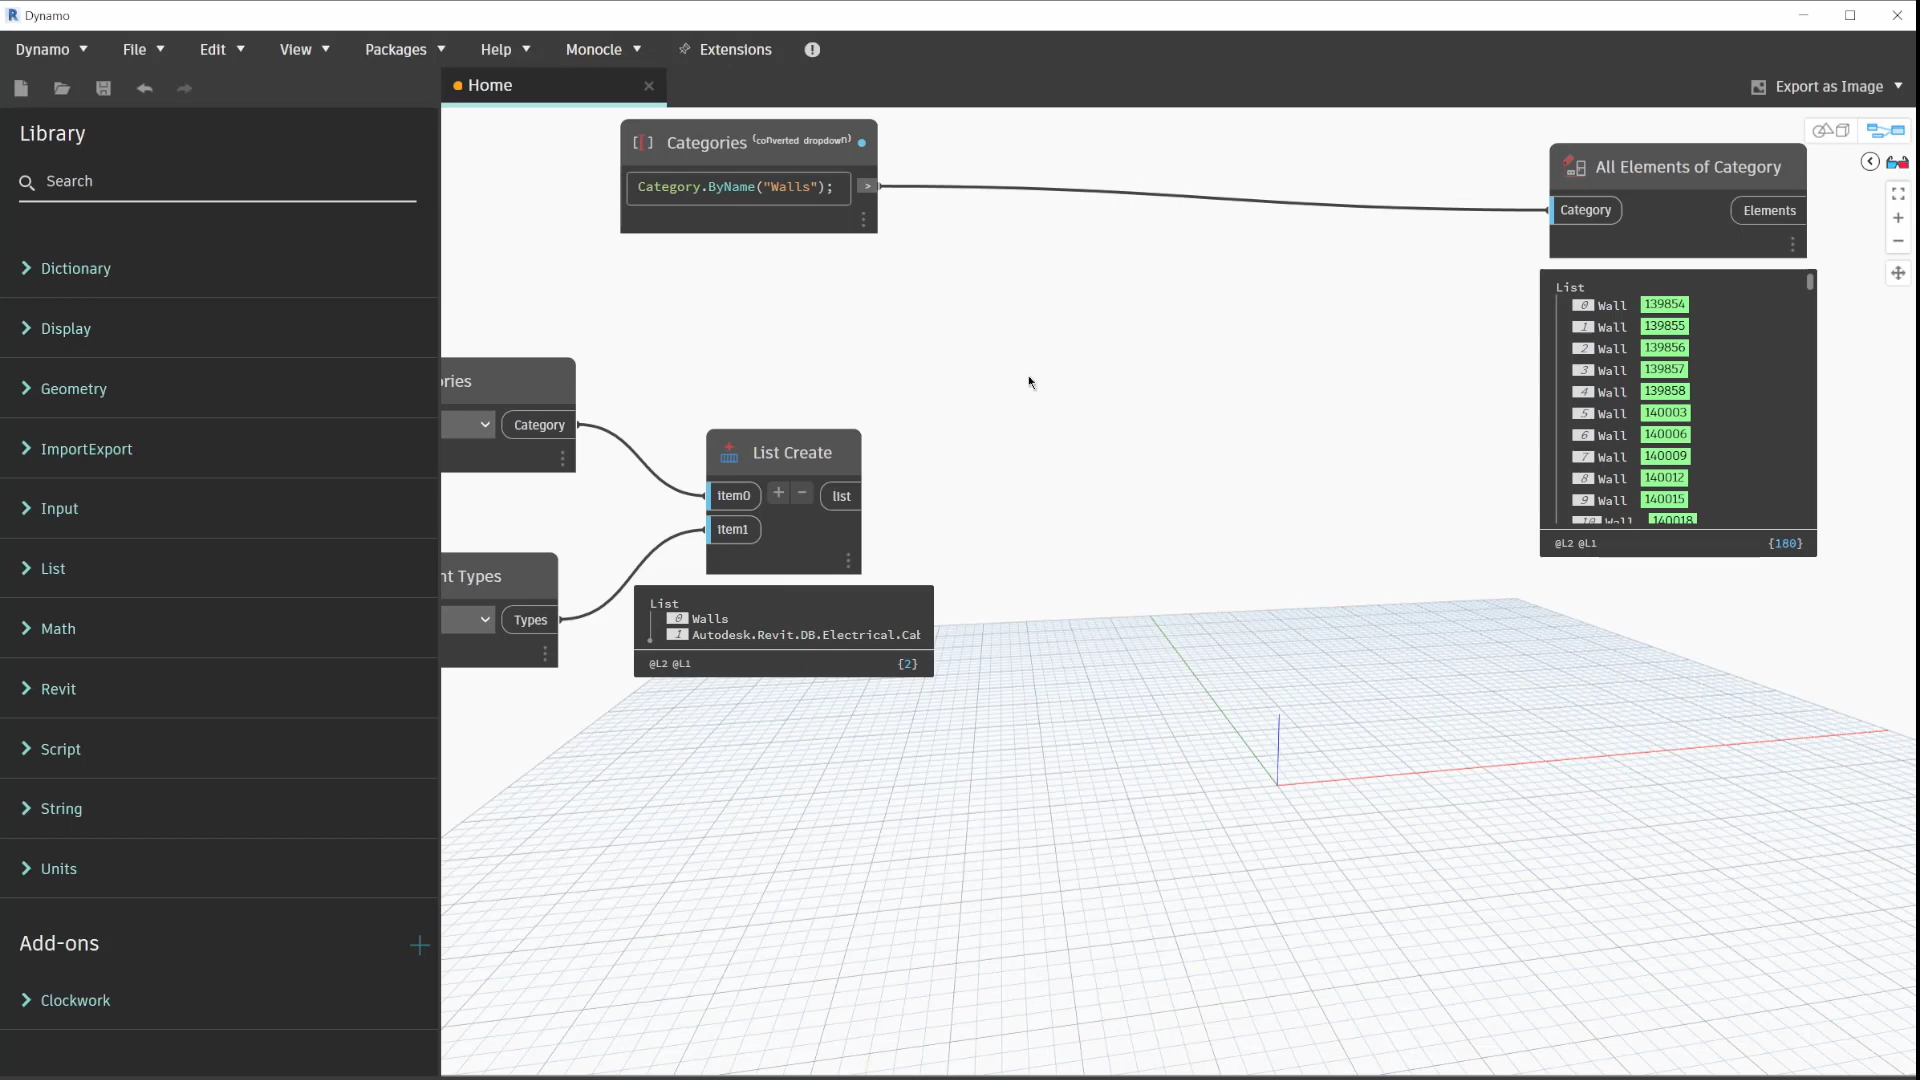 Dynamo
Dynamo File Edit View Packages Help Monocle Extensions
Home
Export as Image
Library
Search
Dictionary
Display
Geometry
ImportExport
Input
List
Math
Revit
Script
String
Units
Add-ons
Clockwork
Categories (converted dropdown)
Category.ByName("Walls");
>
All Elements of Category
Category Elements
List
0 Wall 139854
1 Wall 139855
2 Wall 139856
3 Wall 139857
4 Wall 139858
5 Wall 140003
6 Wall 140006
7 Wall 140009
8 Wall 140012
9 Wall 140015
10 Wall 140018
@L2 @L1 {180}
ries
Category
List Create
item0 + − list
item1
nt Types
Types
List
0 Walls
1 Autodesk.Revit.DB.Electrical.Cab
@L2 @L1 {2}